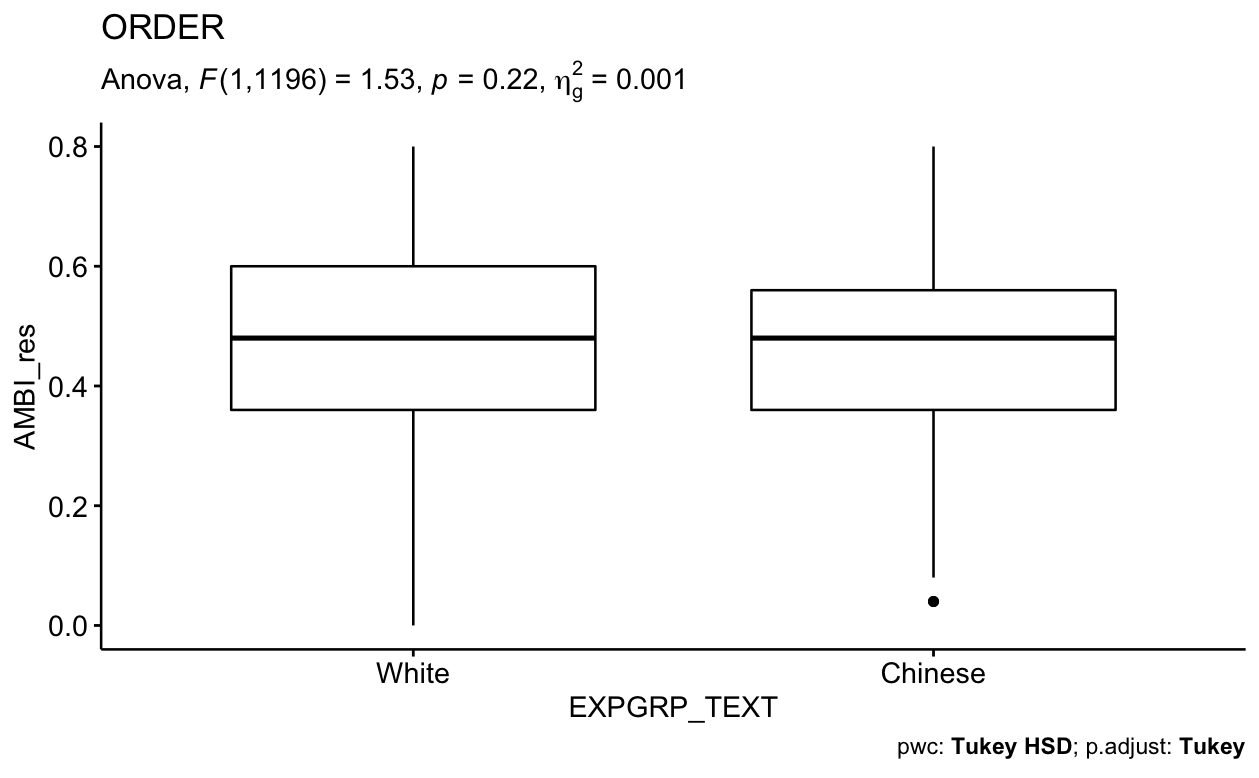 ORDER
Anova, F(1,1196) = 1.53, p = 0.22, η²g = 0.001
0.8
0.6
0.4
0.2
0.0
AMBI_res
White
Chinese
EXPGRP_TEXT
pwc: Tukey HSD; p.adjust: Tukey